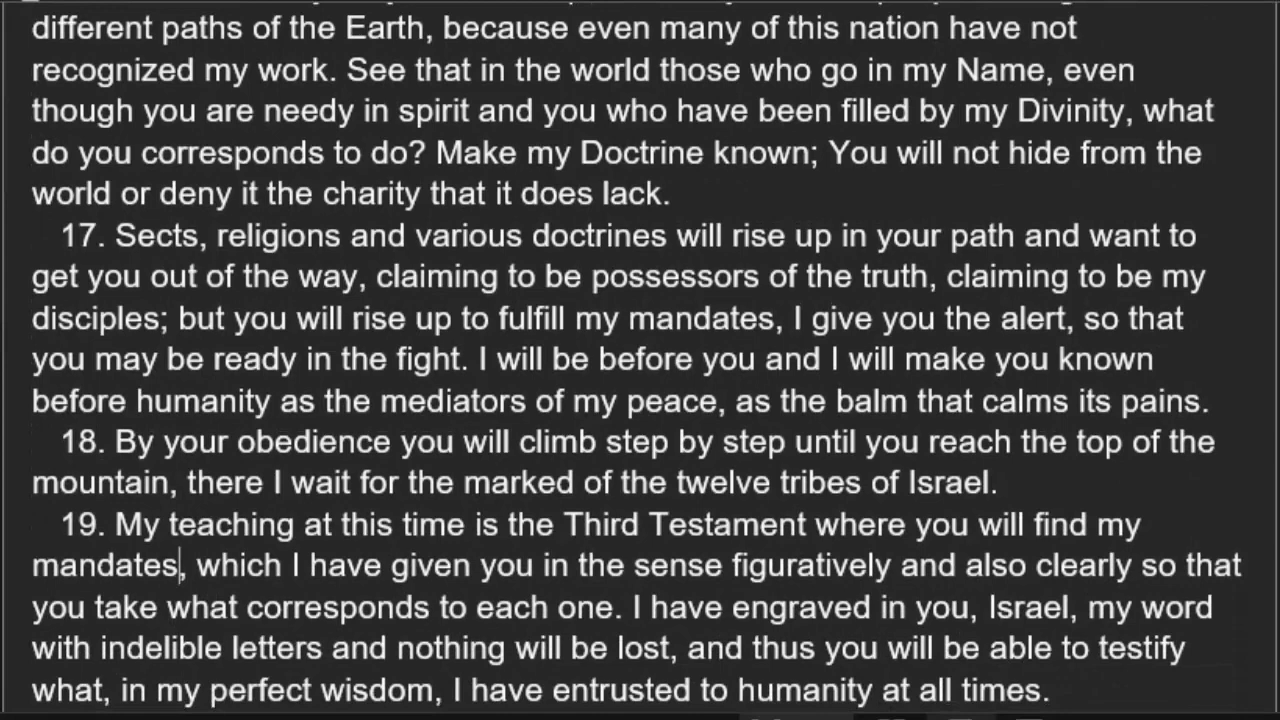 different paths of the Earth, because even many of this nation have not
recognized my work. See that in the world those who go in my Name, even
though you are needy in spirit and you who have been filled by my Divinity, what
do you corresponds to do? Make my Doctrine known; You will not hide from the
world or deny it the charity that it does lack.
17. Sects, religions and various doctrines will rise up in your path and want to
get you out of the way, claiming to be possessors of the truth, claiming to be my
disciples; but you will rise up to fulfill my mandates, I give you the alert, so that
you may be ready in the fight. I will be before you and I will make you known
before humanity as the mediators of my peace, as the balm that calms its pains.
18. By your obedience you will climb step by step until you reach the top of the
mountain, there I wait for the marked of the twelve tribes of Israel.
19. My teaching at this time is the Third Testament where you will find my
mandates, which I have given you in the sense figuratively and also clearly so that
you take what corresponds to each one. I have engraved in you, Israel, my word
with indelible letters and nothing will be lost, and thus you will be able to testify
what, in my perfect wisdom, I have entrusted to humanity at all times.